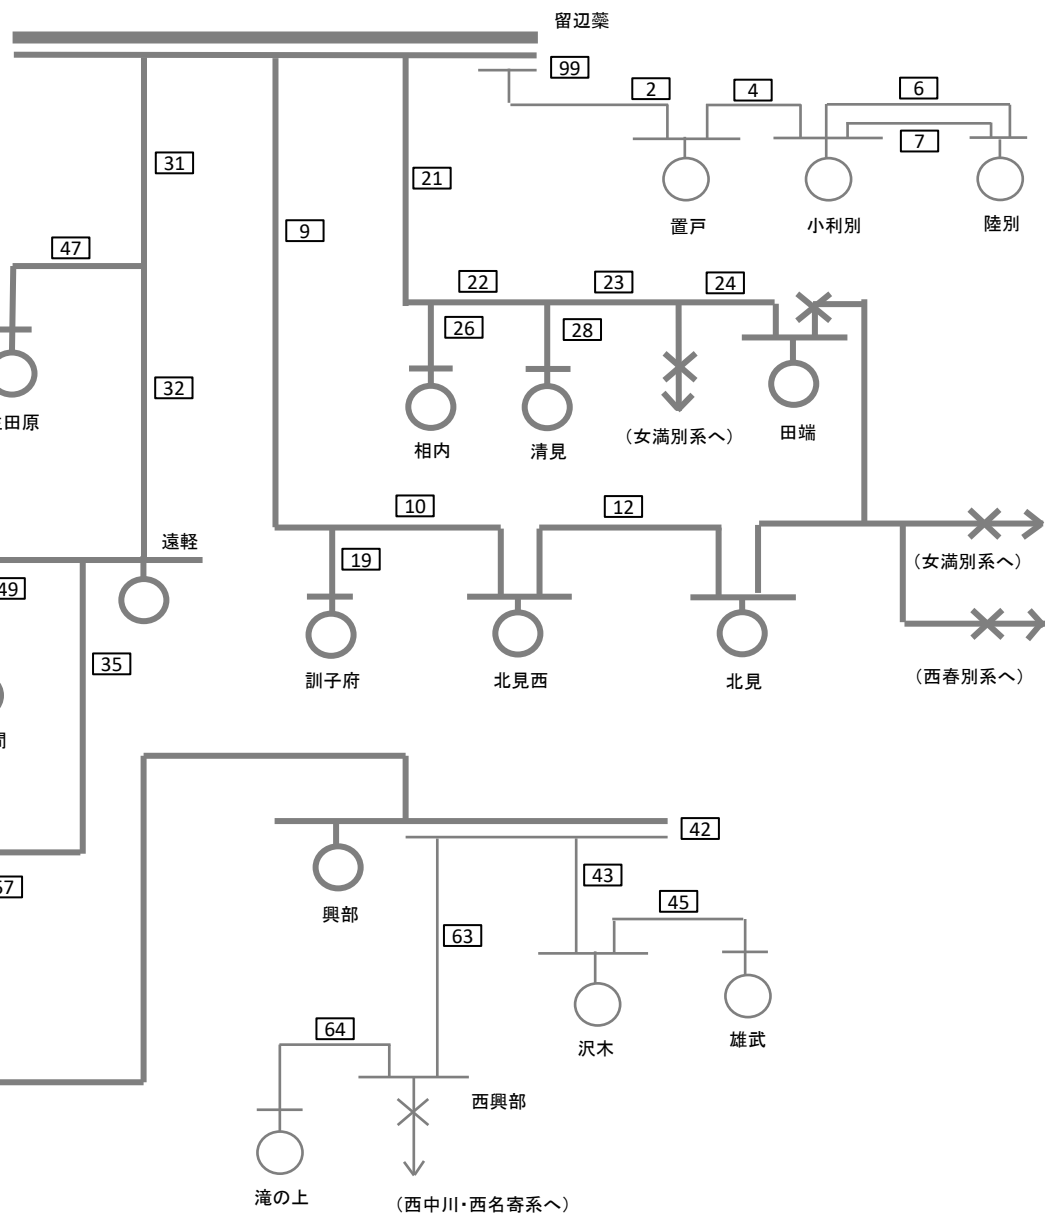 留辺蘂
99
2
4
6
7
31
21
9
置戸
小利別
陸別
47
22
23
24
26
28
32
田原
相内
清見
(女満別系へ)
田端
10
12
遠軽
19
(女満別系へ)
49
35
訓子府
北見西
北見
(西春別系へ)
42
57
43
興部
45
63
64
沢木
雄武
西興部
滝の上
(西中川・西名寄系へ)